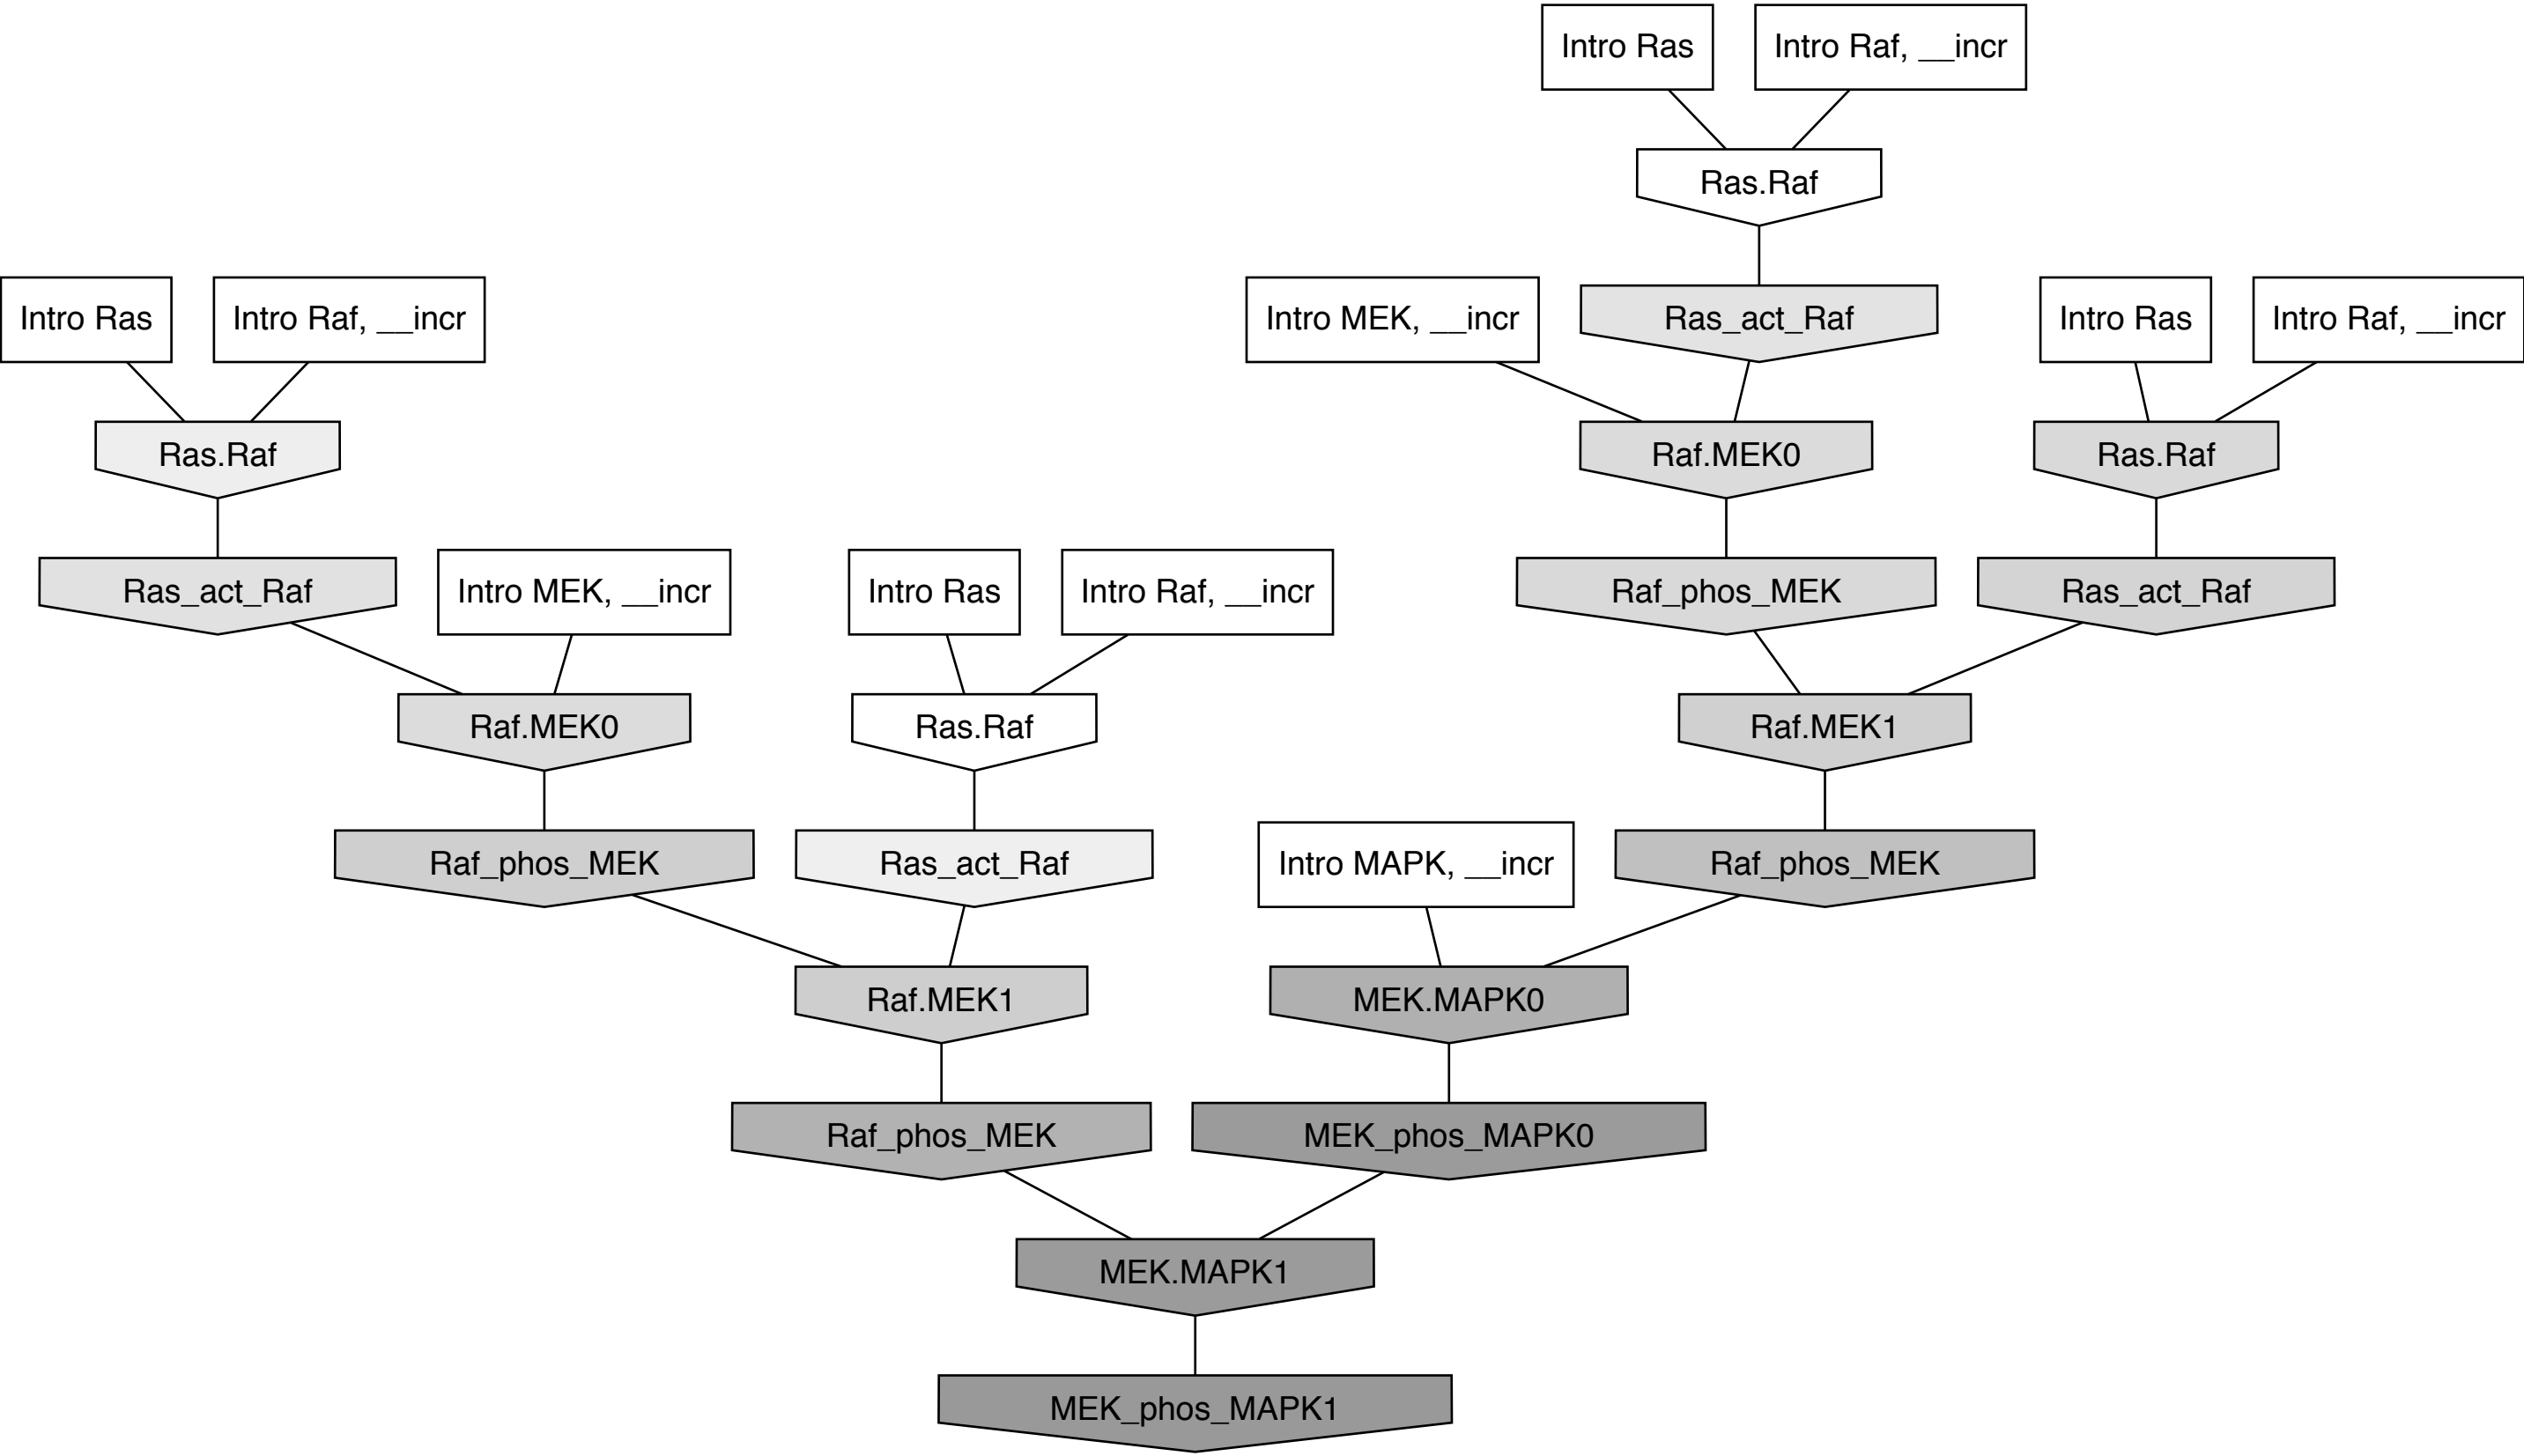 Intro Ras
Intro Raf, __incr
Ras.Raf
Intro Ras
Intro Raf, __incr
Intro MEK, __incr
Ras_act_Raf
Intro Ras
Intro Raf, __incr
Ras.Raf
Raf.MEK0
Ras.Raf
Ras_act_Raf
Intro MEK, __incr
Intro Ras
Intro Raf, __incr
Raf_phos_MEK
Ras_act_Raf
Raf.MEK0
Ras.Raf
Raf.MEK1
Raf_phos_MEK
Ras_act_Raf
Intro MAPK, __incr
Raf_phos_MEK
Raf.MEK1
MEK.MAPK0
Raf_phos_MEK
MEK_phos_MAPK0
MEK.MAPK1
MEK_phos_MAPK1